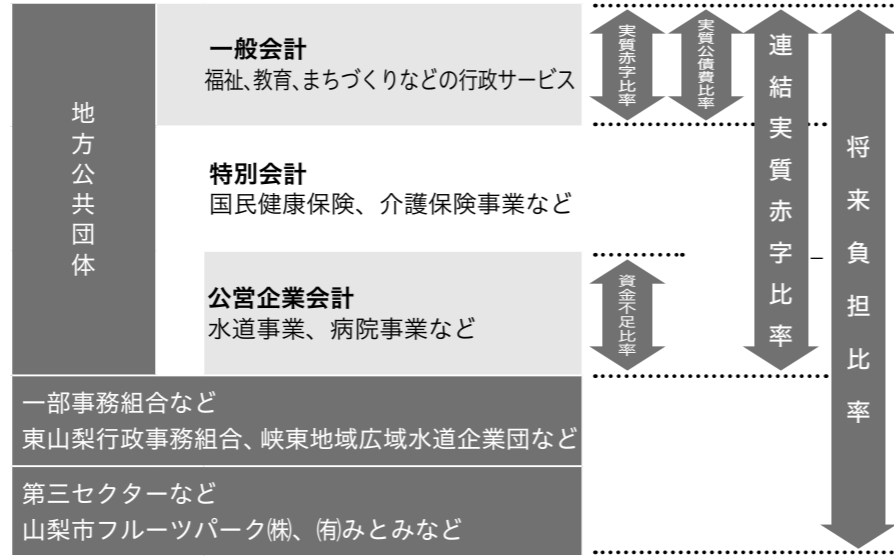 地方公共団体
一般会計
福祉、教育、まちづくりなどの行政サービス
特別会計
国民健康保険、介護保険事業など
公営企業会計
水道事業、病院事業など
一部事務組合など
東山梨行政事務組合、峡東地域広域水道企業団など
第三セクターなど
山梨市フルーツパーク㈱、㈲みとみなど
実質赤字比率
実質公債費比率
連結実質赤字比率
将来負担比率
資金不足比率